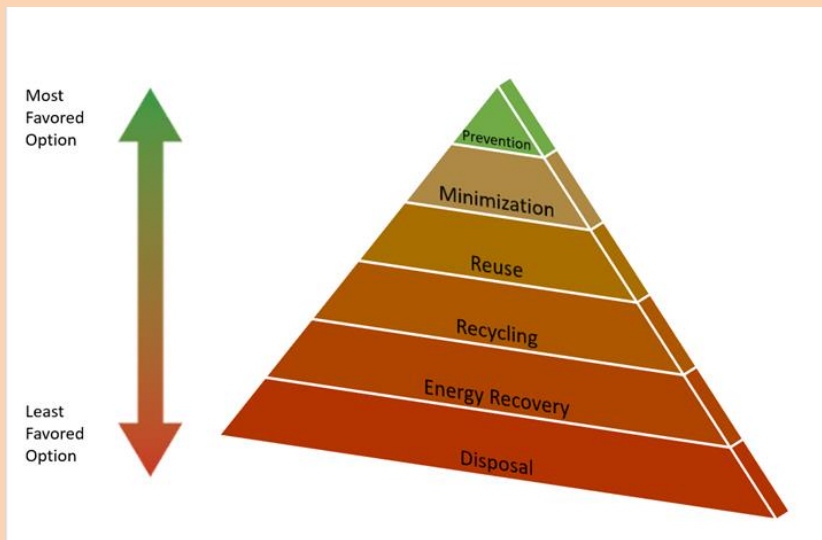 Most
Favored
Option
Prevention
Minimization
Reuse
Recycling
Energy Recovery
Disposal
Least
Favored
Option